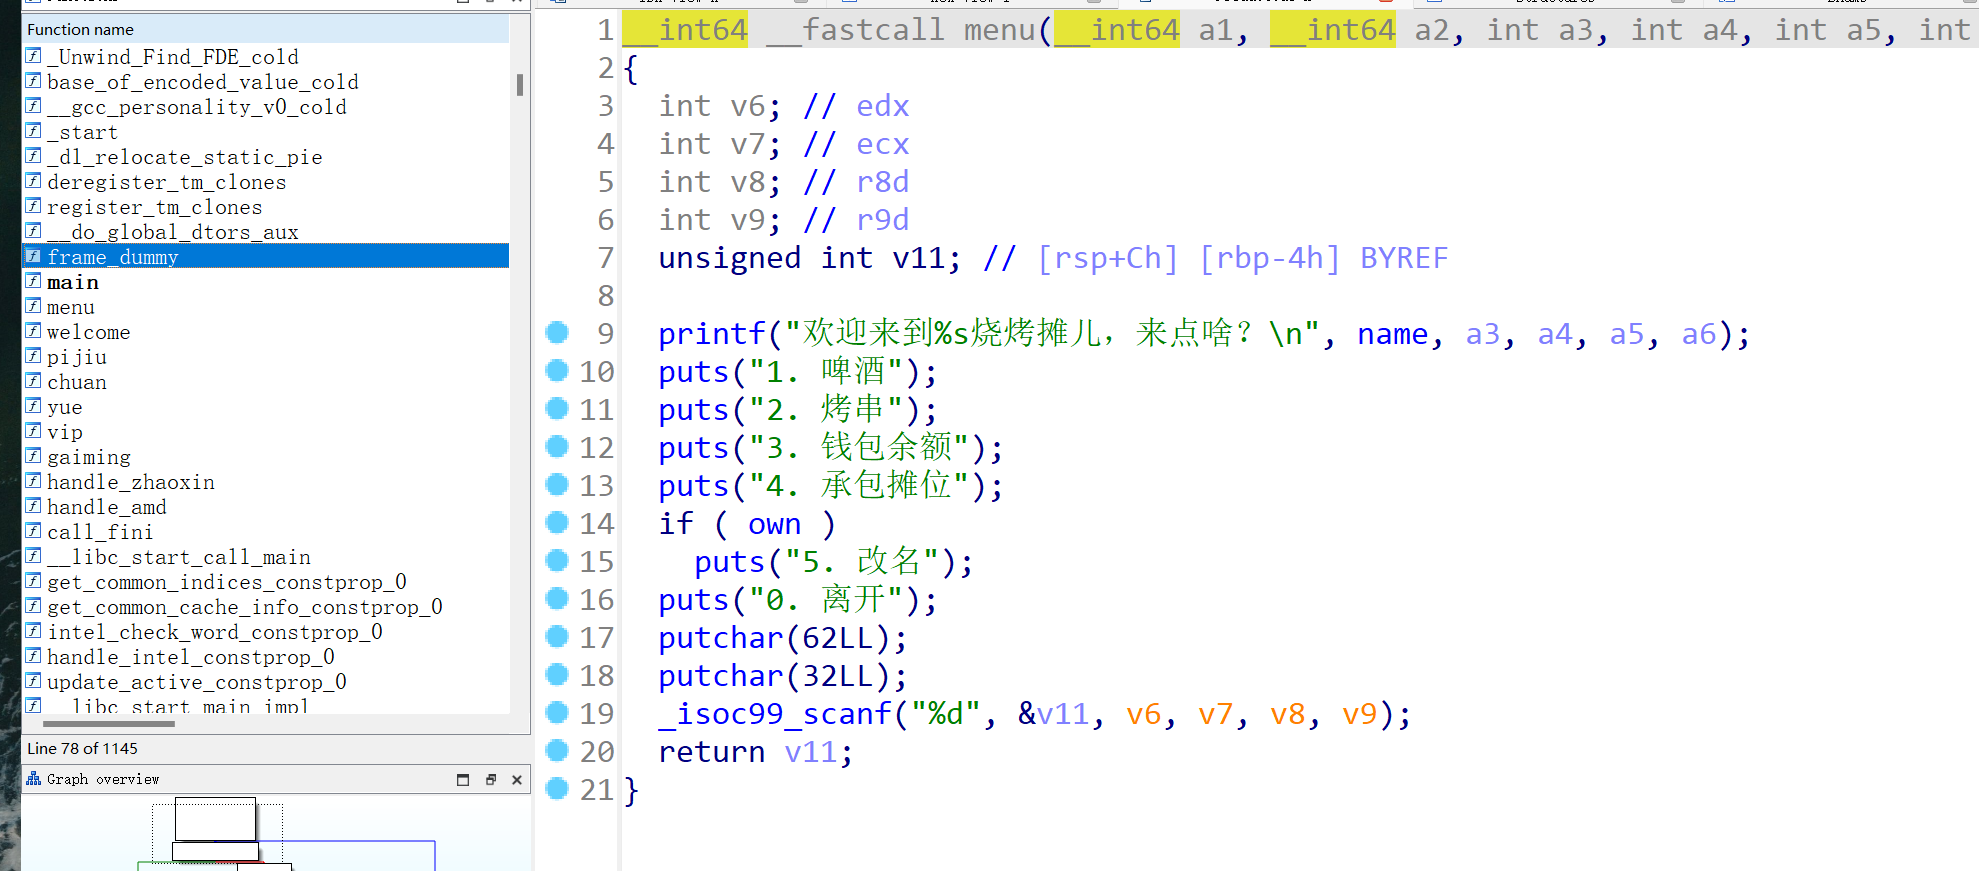 Function name
_Unwind_Find_FDE_cold
base_of_encoded_value_cold
__gcc_personality_v0_cold
_start
_dl_relocate_static_pie
deregister_tm_clones
register_tm_clones
__do_global_dtors_aux
frame_dummy
main
menu
welcome
pijiu
chuan
yue
vip
gaiming
handle_zhaoxin
handle_amd
call_fini
__libc_start_call_main
get_common_indices_constprop_0
get_common_cache_info_constprop_0
intel_check_word_constprop_0
handle_intel_constprop_0
update_active_constprop_0
__libc_start_main_impl
Line 78 of 1145
Graph overview
1 __int64 __fastcall menu(__int64 a1, __int64 a2, int a3, int a4, int a5, int
2 {
3 int v6; // edx
4 int v7; // ecx
5 int v8; // r8d
6 int v9; // r9d
7 unsigned int v11; // [rsp+Ch] [rbp-4h] BYREF
8
9 printf("欢迎来到%s烧烤摊儿，来点啥？\n", name, a3, a4, a5, a6);
10 puts("1. 啤酒");
11 puts("2. 烤串");
12 puts("3. 钱包余额");
13 puts("4. 承包摊位");
14 if ( own )
15 puts("5. 改名");
16 puts("0. 离开");
17 putchar(62LL);
18 putchar(32LL);
19 _isoc99_scanf("%d", &v11, v6, v7, v8, v9);
20 return v11;
21 }